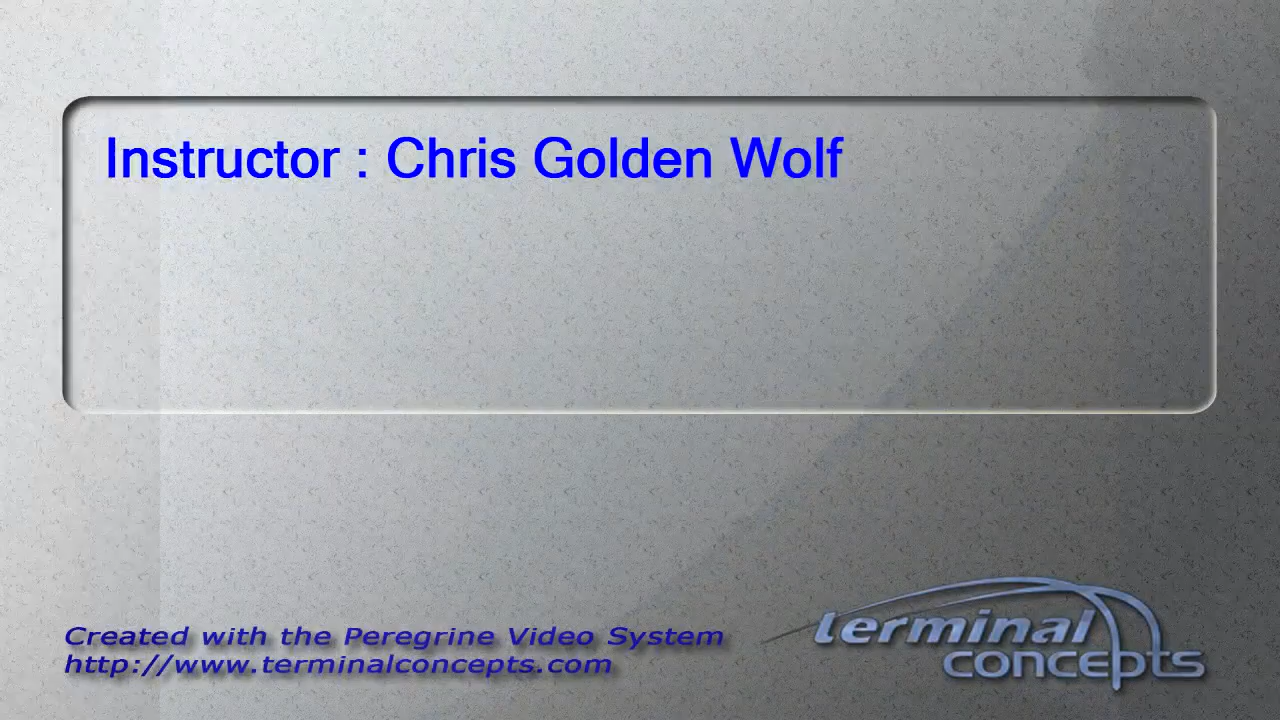 Instructor : Chris Golden Wolf
Created with the Peregrine Video System
http://www.terminalconcepts.com
terminal
concepts